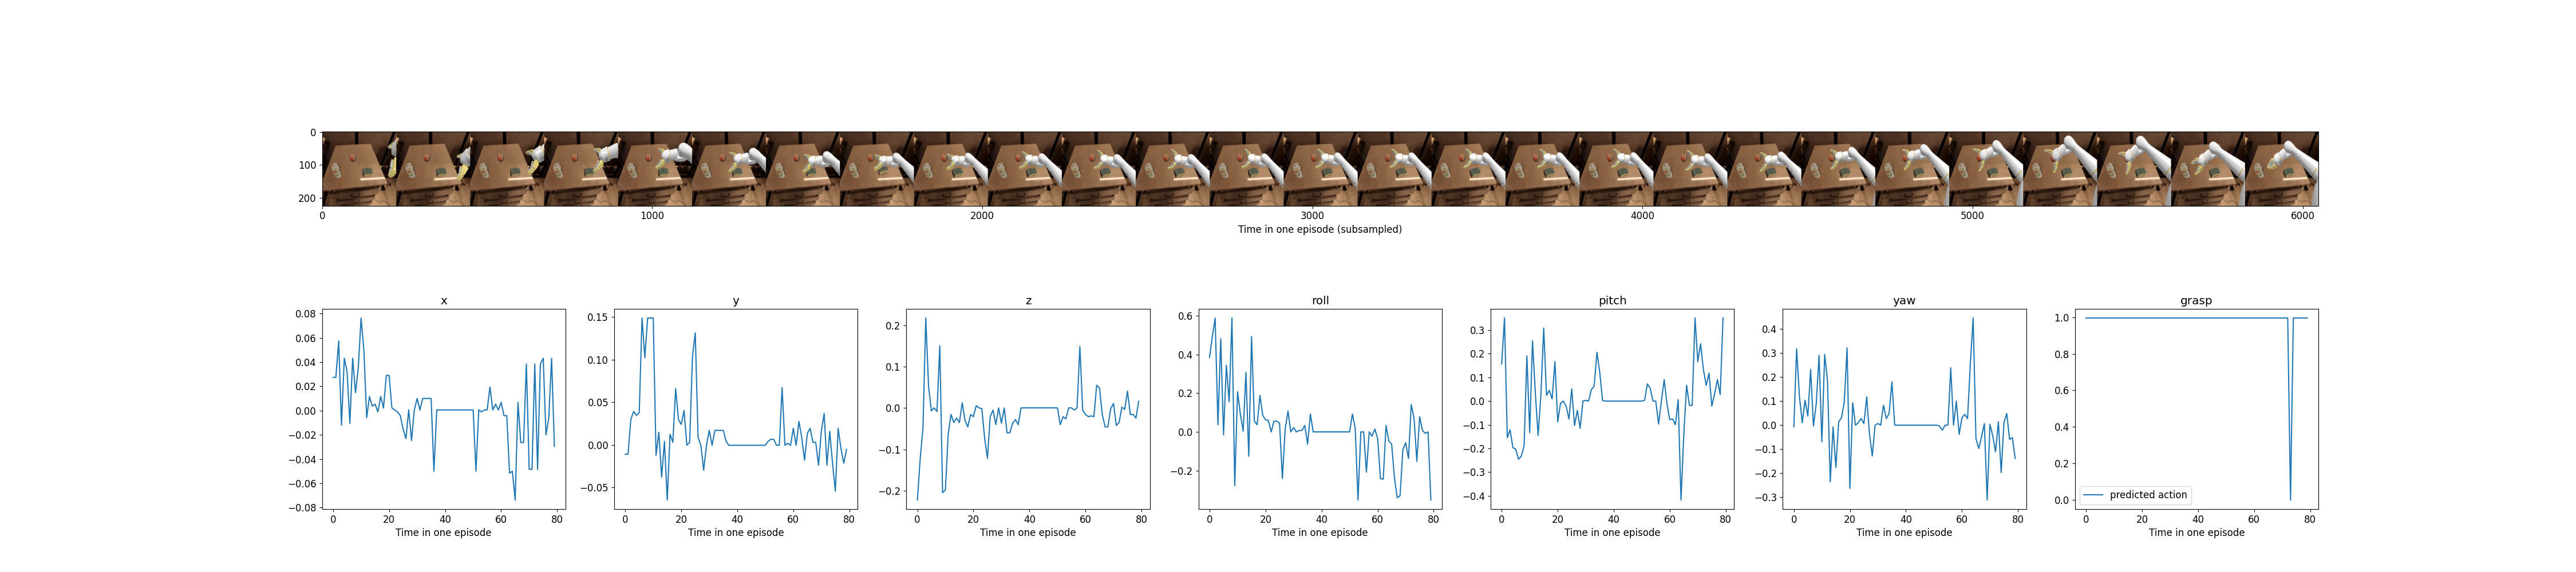 0
100
200
0 1000 2000 3000 4000 5000 6000
Time in one episode (subsampled)
x
0.08
0.06
0.04
0.02
0.00
−0.02
−0.04
−0.06
−0.08
0 20 40 60 80
Time in one episode
y
0.15
0.10
0.05
0.00
−0.05
0 20 40 60 80
Time in one episode
z
0.2
0.1
0.0
−0.1
−0.2
0 20 40 60 80
Time in one episode
roll
0.6
0.4
0.2
0.0
−0.2
0 20 40 60 80
Time in one episode
pitch
0.3
0.2
0.1
0.0
−0.1
−0.2
−0.3
−0.4
0 20 40 60 80
Time in one episode
yaw
0.4
0.3
0.2
0.1
0.0
−0.1
−0.2
−0.3
0 20 40 60 80
Time in one episode
grasp
1.0
0.8
0.6
0.4
0.2
0.0
predicted action
0 20 40 60 80
Time in one episode